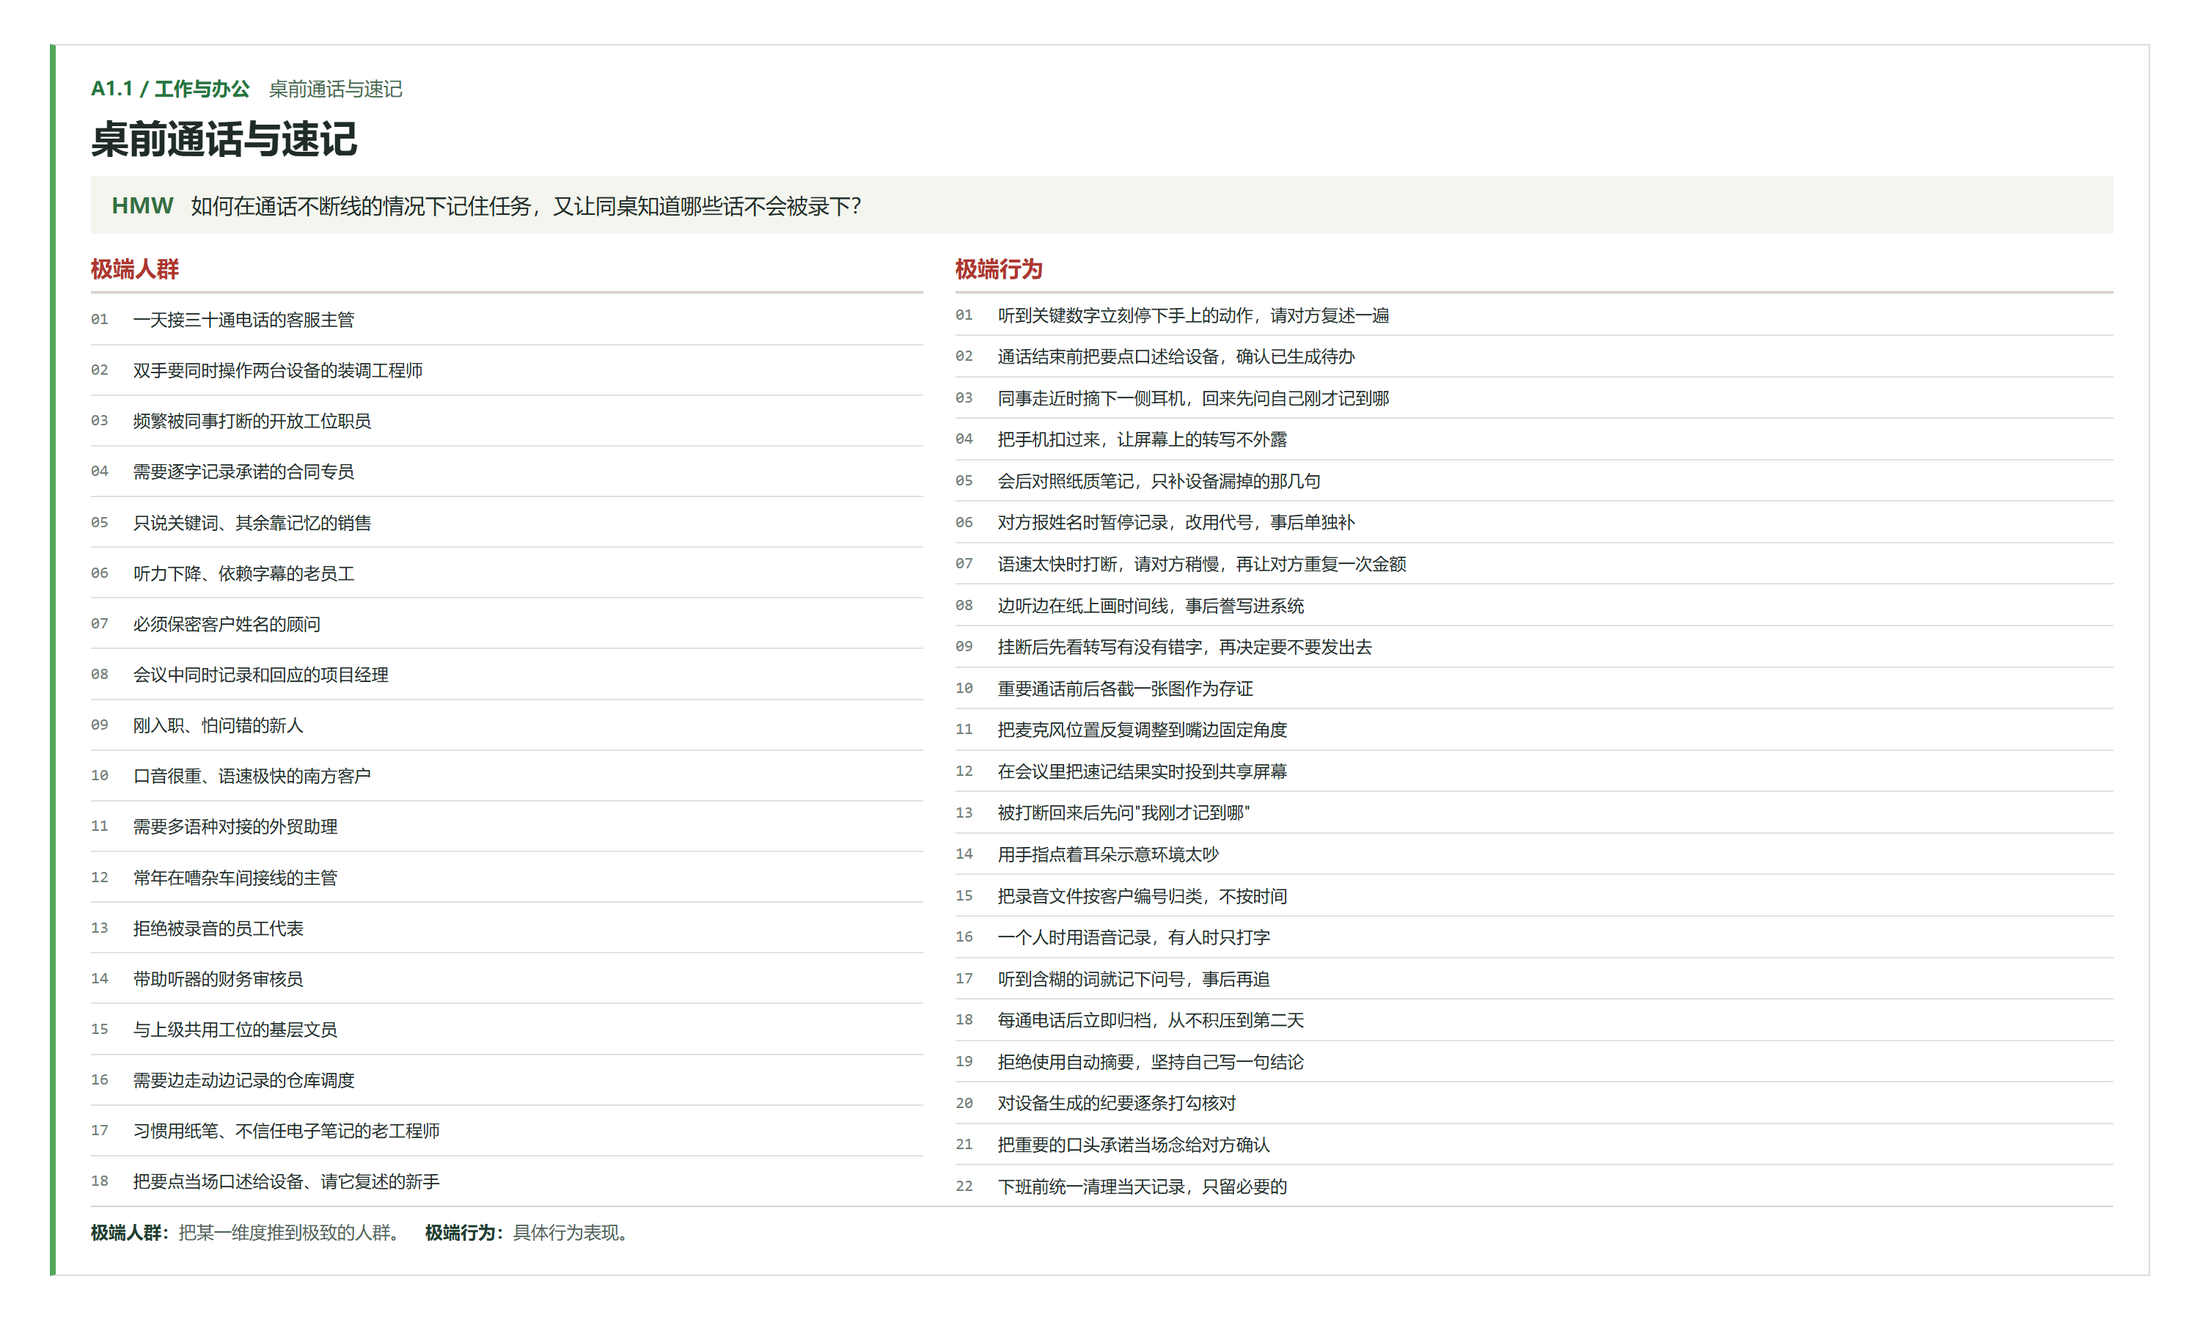 A1.1 / 工作与办公 桌前通话与速记
桌前通话与速记
HMW 如何在通话不断线的情况下记住任务，又让同桌知道哪些话不会被录下？
极端人群
01 一天接三十通电话的客服主管
02 双手要同时操作两台设备的装调工程师
03 频繁被同事打断的开放工位职员
04 需要逐字记录承诺的合同专员
05 只说关键词、其余靠记忆的销售
06 听力下降、依赖字幕的老员工
07 必须保密客户姓名的顾问
08 会议中同时记录和回应的项目经理
09 刚入职、怕问错的新人
10 口音很重、语速极快的南方客户
11 需要多语种对接的外贸助理
12 常年在嘈杂车间接线的主管
13 拒绝被录音的员工代表
14 带助听器的财务审核员
15 与上级共用工位的基层文员
16 需要边走动边记录的仓库调度
17 习惯用纸笔、不信任电子笔记的老工程师
18 把要点当场口述给设备、请它复述的新手
极端行为
01 听到关键数字立刻停下手上的动作，请对方复述一遍
02 通话结束前把要点口述给设备，确认已生成待办
03 同事走近时摘下一侧耳机，回来先问自己刚才记到哪
04 把手机扣过来，让屏幕上的转写不外露
05 会后对照纸质笔记，只补设备漏掉的那几句
06 对方报姓名时暂停记录，改用代号，事后单独补
07 语速太快时打断，请对方稍慢，再让对方重复一次金额
08 边听边在纸上画时间线，事后誊写进系统
09 挂断后先看转写有没有错字，再决定要不要发出去
10 重要通话前后各截一张图作为存证
11 把麦克风位置反复调整到嘴边固定角度
12 在会议里把速记结果实时投到共享屏幕
13 被打断回来后先问"我刚才记到哪"
14 用手指点着耳朵示意环境太吵
15 把录音文件按客户编号归类，不按时间
16 一个人时用语音记录，有人时只打字
17 听到含糊的词就记下问号，事后再追
18 每通电话后立即归档，从不积压到第二天
19 拒绝使用自动摘要，坚持自己写一句结论
20 对设备生成的纪要逐条打勾核对
21 把重要的口头承诺当场念给对方确认
22 下班前统一清理当天记录，只留必要的
极端人群：把某一维度推到极致的人群。 极端行为：具体行为表现。